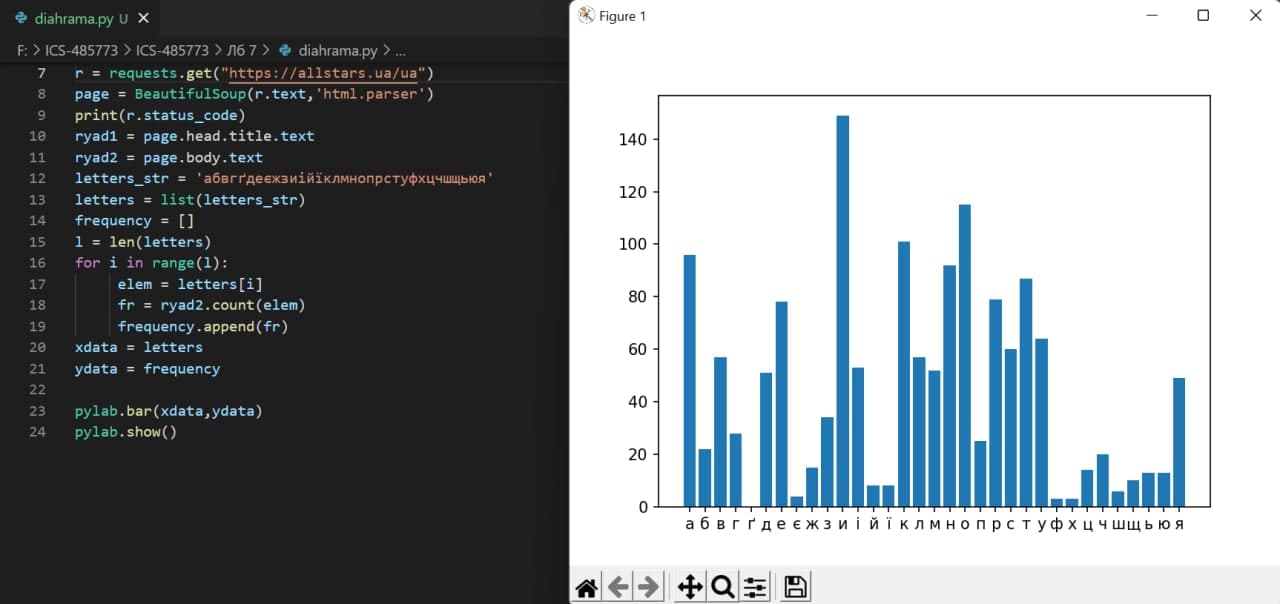 diahrama.py U
F: > ICS-485773 > ICS-485773 > Лб 7 > diahrama.py > ...
7 r = requests.get("https://allstars.ua/ua")
8 page = BeautifulSoup(r.text,'html.parser')
9 print(r.status_code)
10 ryad1 = page.head.title.text
11 ryad2 = page.body.text
12 letters_str = 'абвгґдеєжзиійїклмнопрстуфхцчшщьюя'
13 letters = list(letters_str)
14 frequency = []
15 l = len(letters)
16 for i in range(l):
17 elem = letters[i]
18 fr = ryad2.count(elem)
19 frequency.append(fr)
20 xdata = letters
21 ydata = frequency
22
23 pylab.bar(xdata,ydata)
24 pylab.show()
Figure 1
140
120
100
80
60
40
20
0
а б в г ґ д е є ж з и і й ї к л м н о п р с т у ф х ц ч ш щ ь ю я